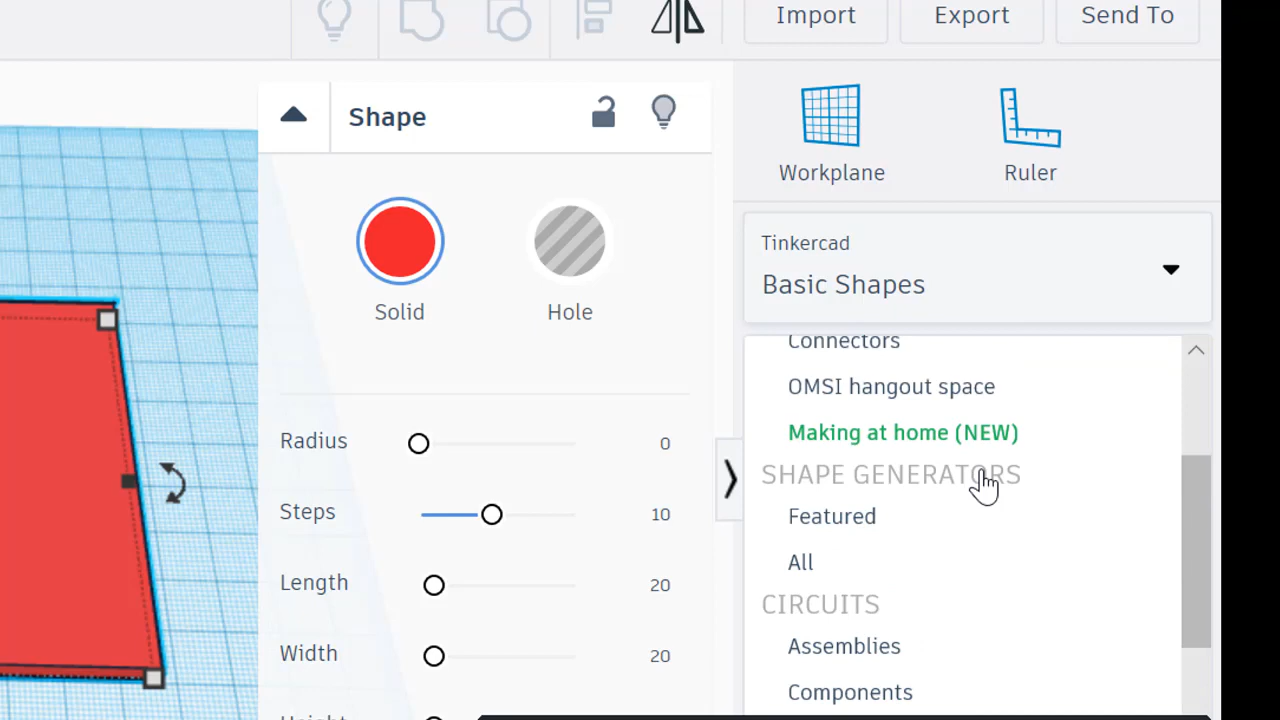 Import
Export
Send To
Shape
Workplane
Ruler
Solid
Hole
Tinkercad
Basic Shapes
Connectors
OMSI hangout space
Making at home (NEW)
SHAPE GENERATORS
Featured
All
CIRCUITS
Assemblies
Components
Radius 0
Steps 10
Length 20
Width 20